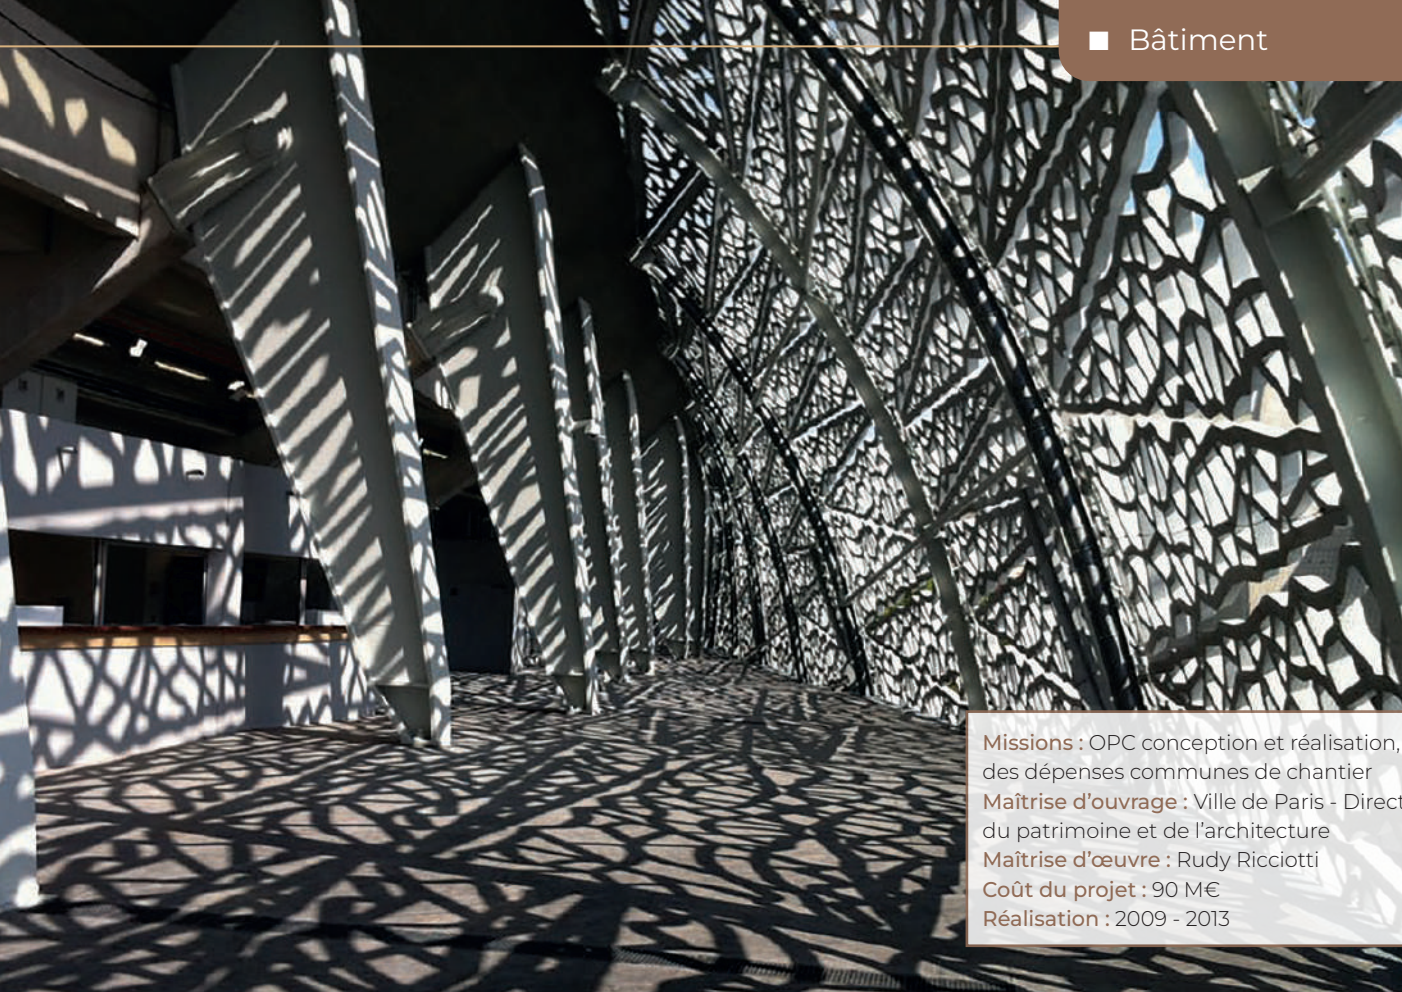 Bâtiment
Missions : OPC conception et réalisation,
des dépenses communes de chantier
Maîtrise d’ouvrage : Ville de Paris - Direct
du patrimoine et de l’architecture
Maîtrise d’œuvre : Rudy Ricciotti
Coût du projet : 90 M€
Réalisation : 2009 - 2013